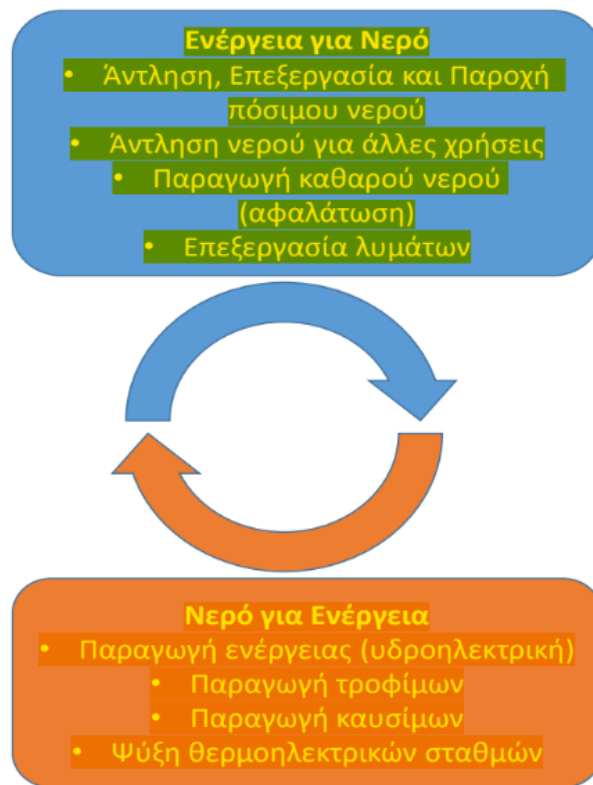 Ενέργεια για Νερό
• Άντληση, Επεξεργασία και Παροχή
πόσιμου νερού
• Άντληση νερού για άλλες χρήσεις
• Παραγωγή καθαρού νερού
(αφαλάτωση)
• Επεξεργασία λυμάτων
Νερό για Ενέργεια
• Παραγωγή ενέργειας (υδροηλεκτρική)
• Παραγωγή τροφίμων
• Παραγωγή καυσίμων
• Ψύξη θερμοηλεκτρικών σταθμών